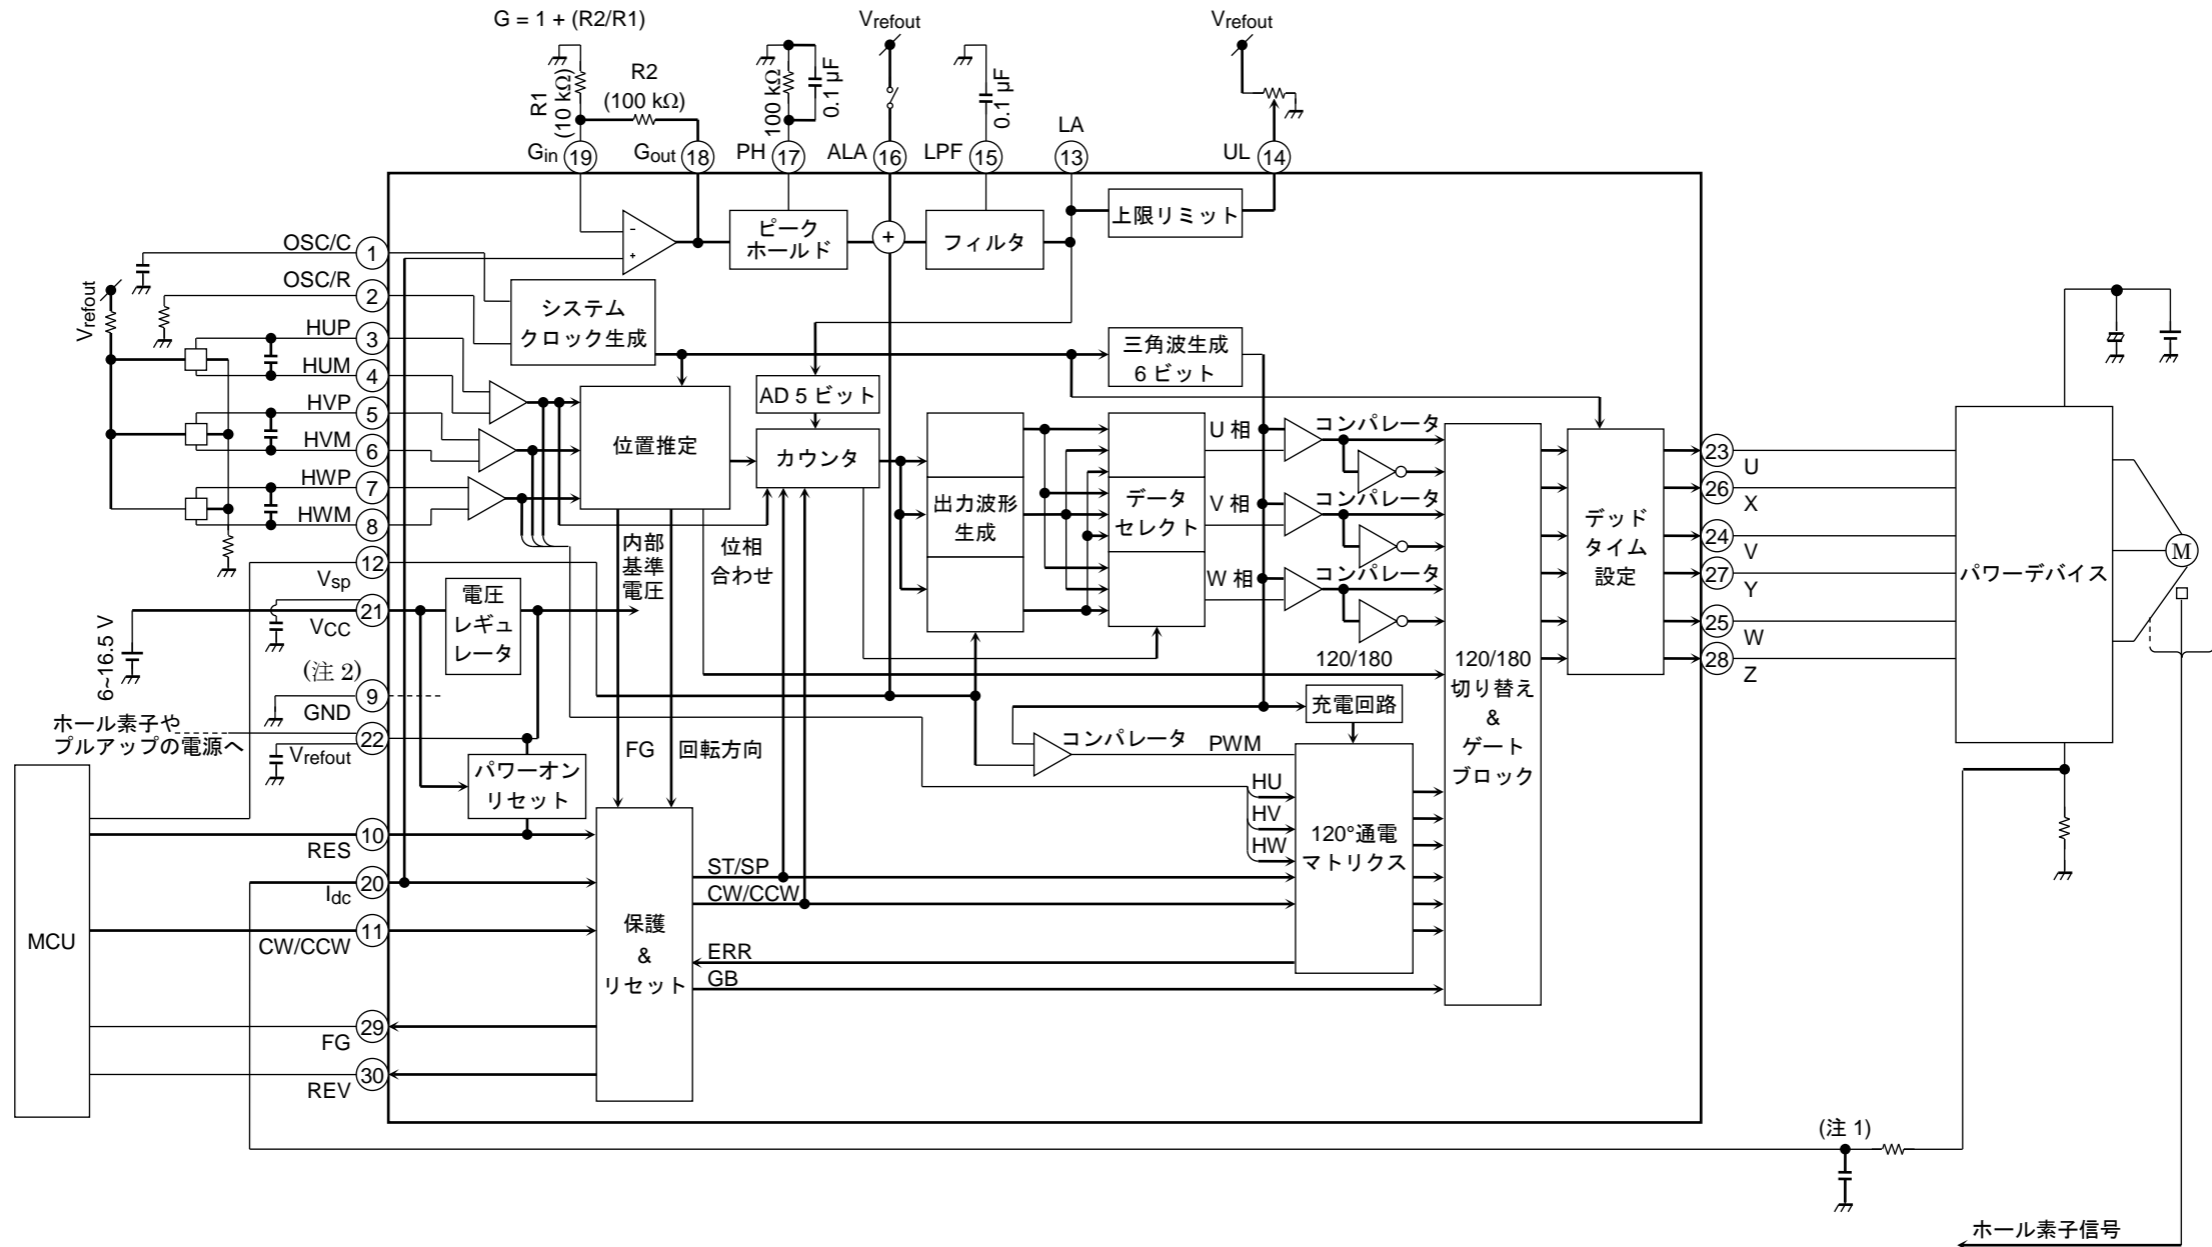 G = 1 + (R2/R1)
Vrefout
Vrefout
R1
(10 kΩ)
R2
(100 kΩ)
100 kΩ
0.1 µF
0.1 µF
LA
Gin
19
Gout
18
PH
17
ALA
16
LPF
15
13
UL
14
上限リミット
-
+
ピーク
ホールド
+
フィルタ
OSC/C
1
OSC/R
2
Vrefout
HUP
3
HUM
4
HVP
5
HVM
6
HWP
7
HWM
8
12
Vsp
21
VCC
6~16.5 V
(注 2)
9
GND
ホール素子や
プルアップの電源へ
22
Vrefout
10
RES
20
Idc
11
CW/CCW
29
FG
30
REV
MCU
システム
クロック生成
三角波生成
6 ビット
AD 5 ビット
位置推定
カウンタ
出力波形
生成
データ
セレクト
U 相
V 相
W 相
コンパレータ
コンパレータ
コンパレータ
内部
基準
電圧
位相
合わせ
電圧
レギュ
レータ
パワーオン
リセット
FG
回転方向
120/180
120/180
切り替え
&
ゲート
ブロック
デッド
タイム
設定
充電回路
コンパレータ
PWM
HU
HV
HW
120°通電
マトリクス
ST/SP
CW/CCW
ERR
GB
保護
&
リセット
23
U
26
X
24
V
27
Y
25
W
28
Z
パワーデバイス
M
(注 1)
ホール素子信号